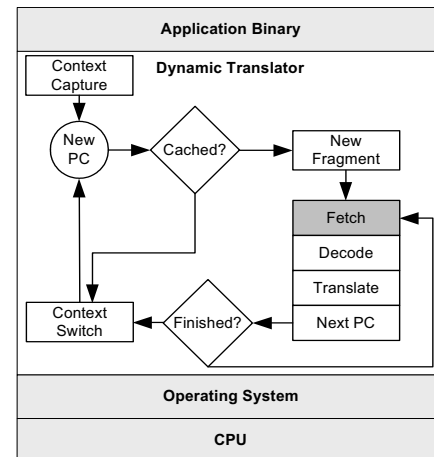 Application Binary
Context
Capture
Dynamic Translator
New
PC
Cached?
New
Fragment
Fetch
Decode
Translate
Next PC
Context
Switch
Finished?
Operating System
CPU